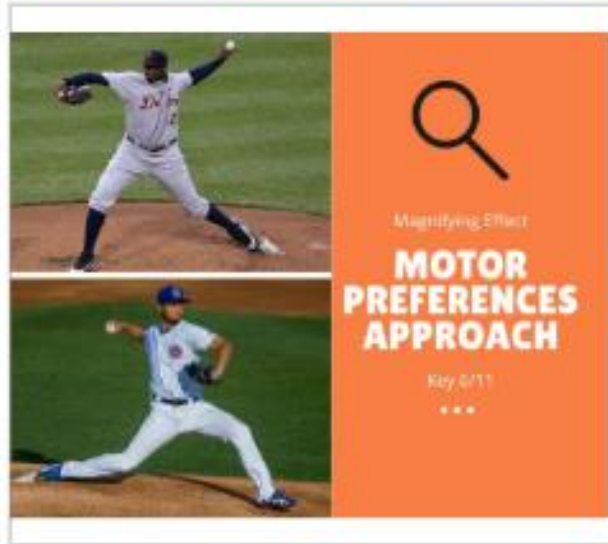 Magnifying Effect
MOTOR
PREFERENCES
APPROACH
Key 6/11